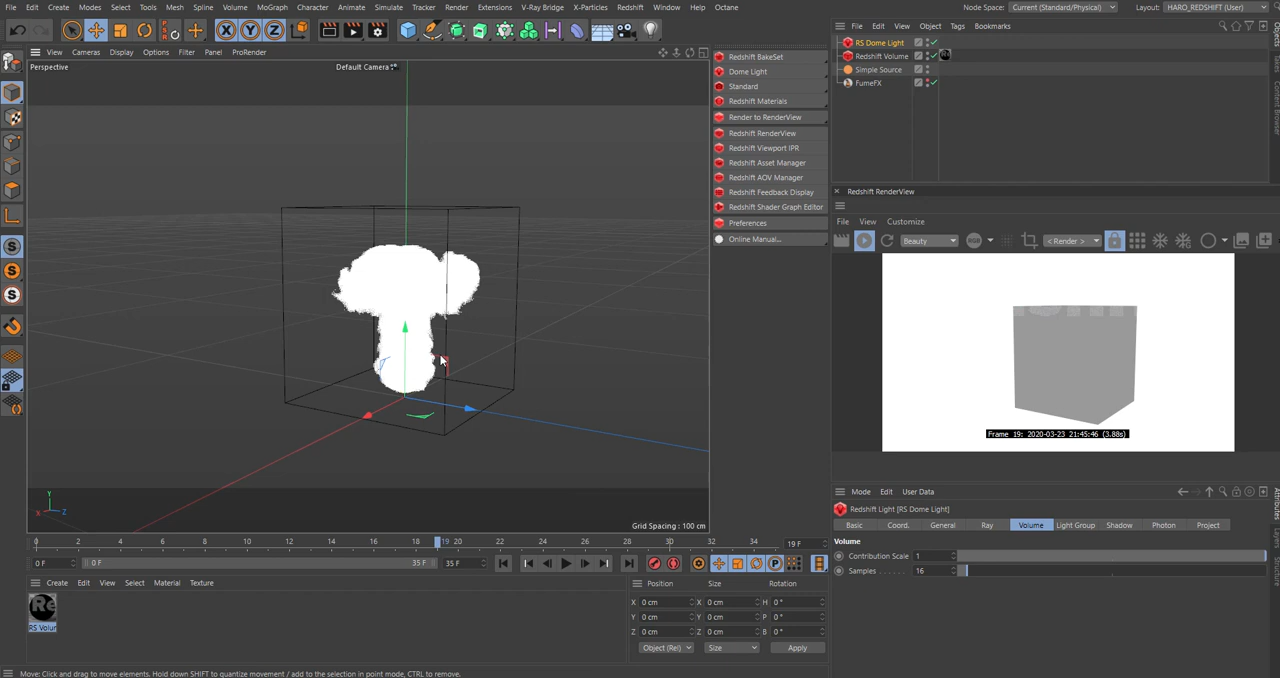 File Edit Create Modes Select Tools Mesh Spline Volume MoGraph Character Animate Simulate Tracker Render Extensions V-Ray Bridge X-Particles Redshift Window Help Octane
Node Space: Current (Standard/Physical) Layout: HARO_REDSHIFT (User)
X Y Z
View Cameras Display Options Filter Panel ProRender
Perspective
Default Camera
Redshift BakeSet
Dome Light
Standard
Redshift Materials
Render to RenderView
Redshift RenderView
Redshift Viewport IPR
Redshift Asset Manager
Redshift AOV Manager
Redshift Feedback Display
Redshift Shader Graph Editor
Preferences
Online Manual...
File Edit View Object Tags Bookmarks
RS Dome Light
Redshift Volume
Simple Source
FumeFX
Objects
Takes
Content Browser
Redshift RenderView
File View Customize
Beauty RGB < Render >
Frame 19: 2020-03-23 21:45:46 (3.88s)
Y
X Z
Grid Spacing : 100 cm
0 2 4 6 8 10 12 14 16 18 19 20 22 24 26 28 30 32 34 19 F
0 F 0 F 35 F 35 F
Create Edit View Select Material Texture
RS Volur
Position Size Rotation
X 0 cm X 0 cm H 0 °
Y 0 cm Y 0 cm P 0 °
Z 0 cm Z 0 cm B 0 °
Object (Rel) Size Apply
Mode Edit User Data
Redshift Light [RS Dome Light]
Basic Coord. General Ray Volume Light Group Shadow Photon Project
Volume
Contribution Scale 1
Samples . . . . . . 16
Attributes
Layers
Structure
Move: Click and drag to move elements. Hold down SHIFT to quantize movement / add to the selection in point mode, CTRL to remove.